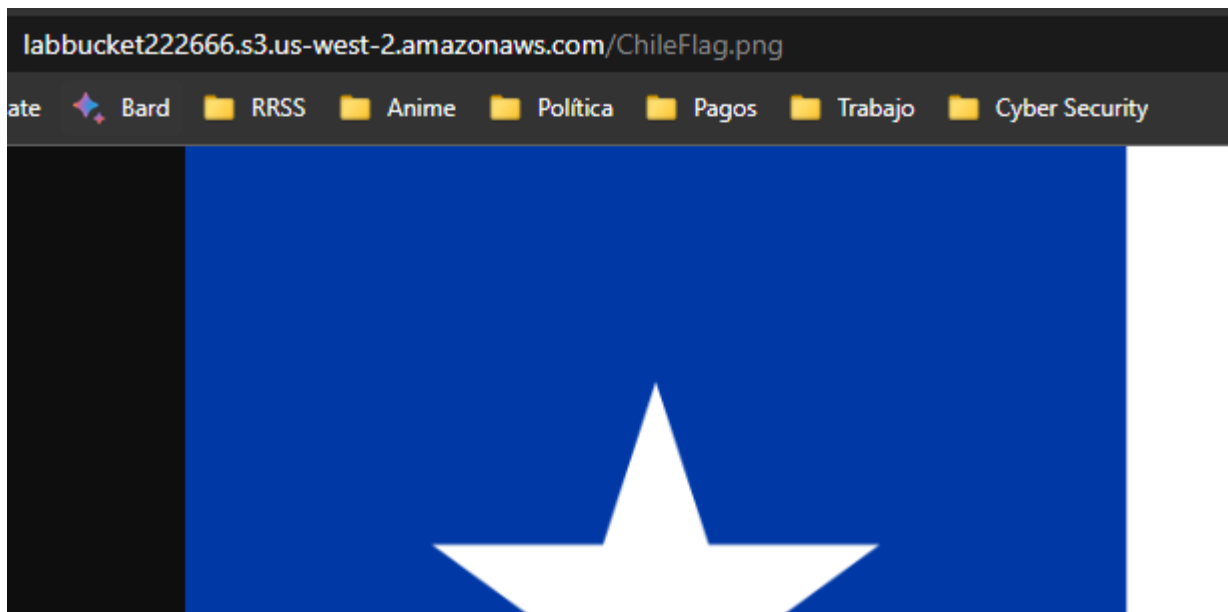 labbucket222666.s3.us-west-2.amazonaws.com/ChileFlag.png
ate Bard RRSS Anime Política Pagos Trabajo Cyber Security